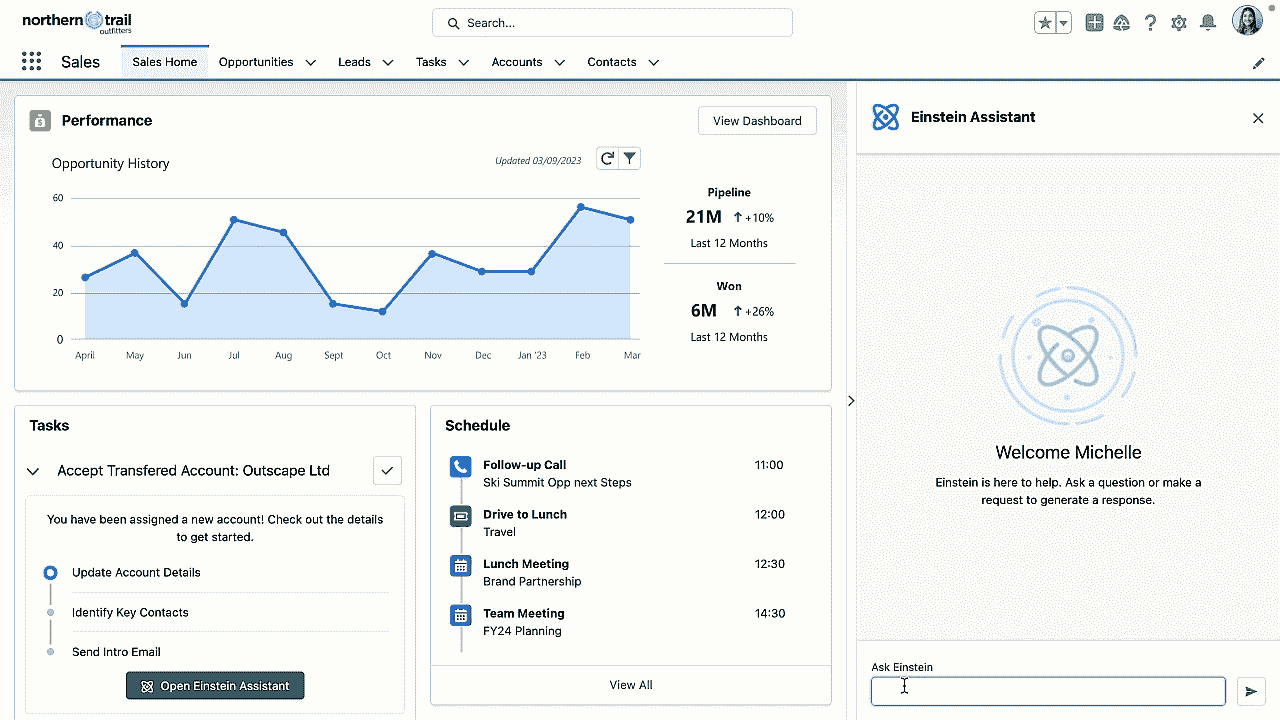 northern trail
outfitters
Search...
Sales
Sales Home
Opportunities
Leads
Tasks
Accounts
Contacts
Performance
View Dashboard
Opportunity History
Updated 03/09/2023
60
40
20
0
April May Jun Jul Aug Sept Oct Nov Dec Jan '23 Feb Mar
Pipeline
21M +10%
Last 12 Months
Won
6M +26%
Last 12 Months
Tasks
Accept Transfered Account: Outscape Ltd
You have been assigned a new account! Check out the details
to get started.
Update Account Details
Identify Key Contacts
Send Intro Email
Open Einstein Assistant
Schedule
Follow-up Call 11:00
Ski Summit Opp next Steps
Drive to Lunch 12:00
Travel
Lunch Meeting 12:30
Brand Partnership
Team Meeting 14:30
FY24 Planning
View All
Einstein Assistant
Welcome Michelle
Einstein is here to help. Ask a question or make a
request to generate a response.
Ask Einstein